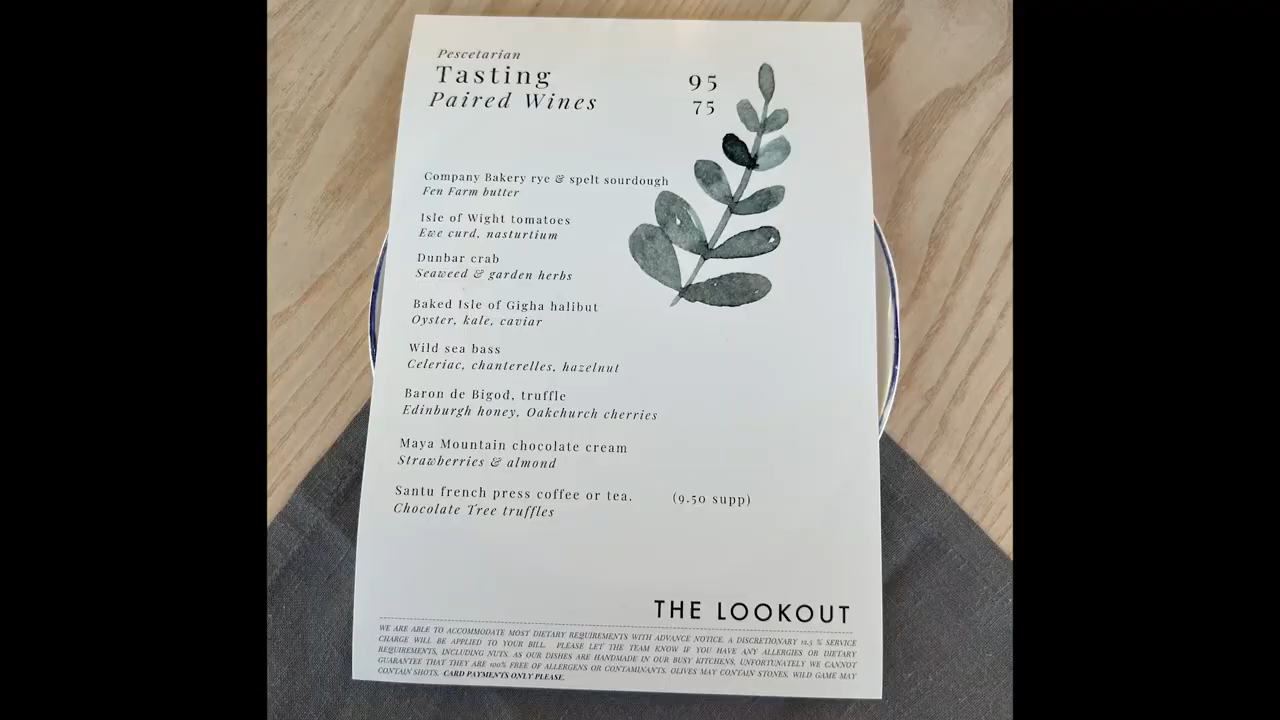 Pescetarian
Tasting 95
Paired Wines 75
Company Bakery rye & spelt sourdough
Fen Farm butter
Isle of Wight tomatoes
Ewe curd, nasturtium
Dunbar crab
Seaweed & garden herbs
Baked Isle of Gigha halibut
Oyster, kale, caviar
Wild sea bass
Celeriac, chanterelles, hazelnut
Baron de Bigod, truffle
Edinburgh honey, Oakchurch cherries
Maya Mountain chocolate cream
Strawberries & almond
Santu french press coffee or tea. (9.50 supp)
Chocolate Tree truffles
THE LOOKOUT
WE ARE ABLE TO ACCOMMODATE MOST DIETARY REQUIREMENTS WITH ADVANCE NOTICE. A DISCRETIONARY 12.5 % SERVICE
CHARGE WILL BE APPLIED TO YOUR BILL. PLEASE LET THE TEAM KNOW IF YOU HAVE ANY ALLERGIES OR DIETARY
REQUIREMENTS, INCLUDING NUTS. AS OUR DISHES ARE HANDMADE IN OUR BUSY KITCHENS, UNFORTUNATELY WE CANNOT
GUARANTEE THAT THEY ARE 100% FREE OF ALLERGENS OR CONTAMINANTS. OLIVES MAY CONTAIN STONES, WILD GAME MAY
CONTAIN SHOTS. CARD PAYMENTS ONLY PLEASE.